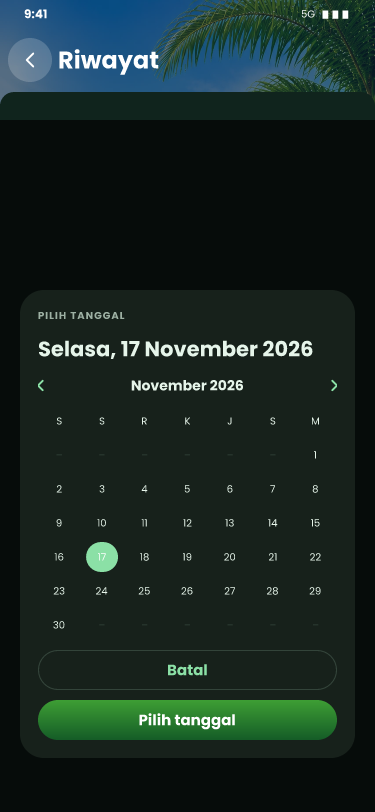 9:41 5G
Riwayat
PILIH TANGGAL
Selasa, 17 November 2026
November 2026
S S R K J S M
– – – – – – 1
2 3 4 5 6 7 8
9 10 11 12 13 14 15
16 17 18 19 20 21 22
23 24 25 26 27 28 29
30 – – – – – –
Batal
Pilih tanggal